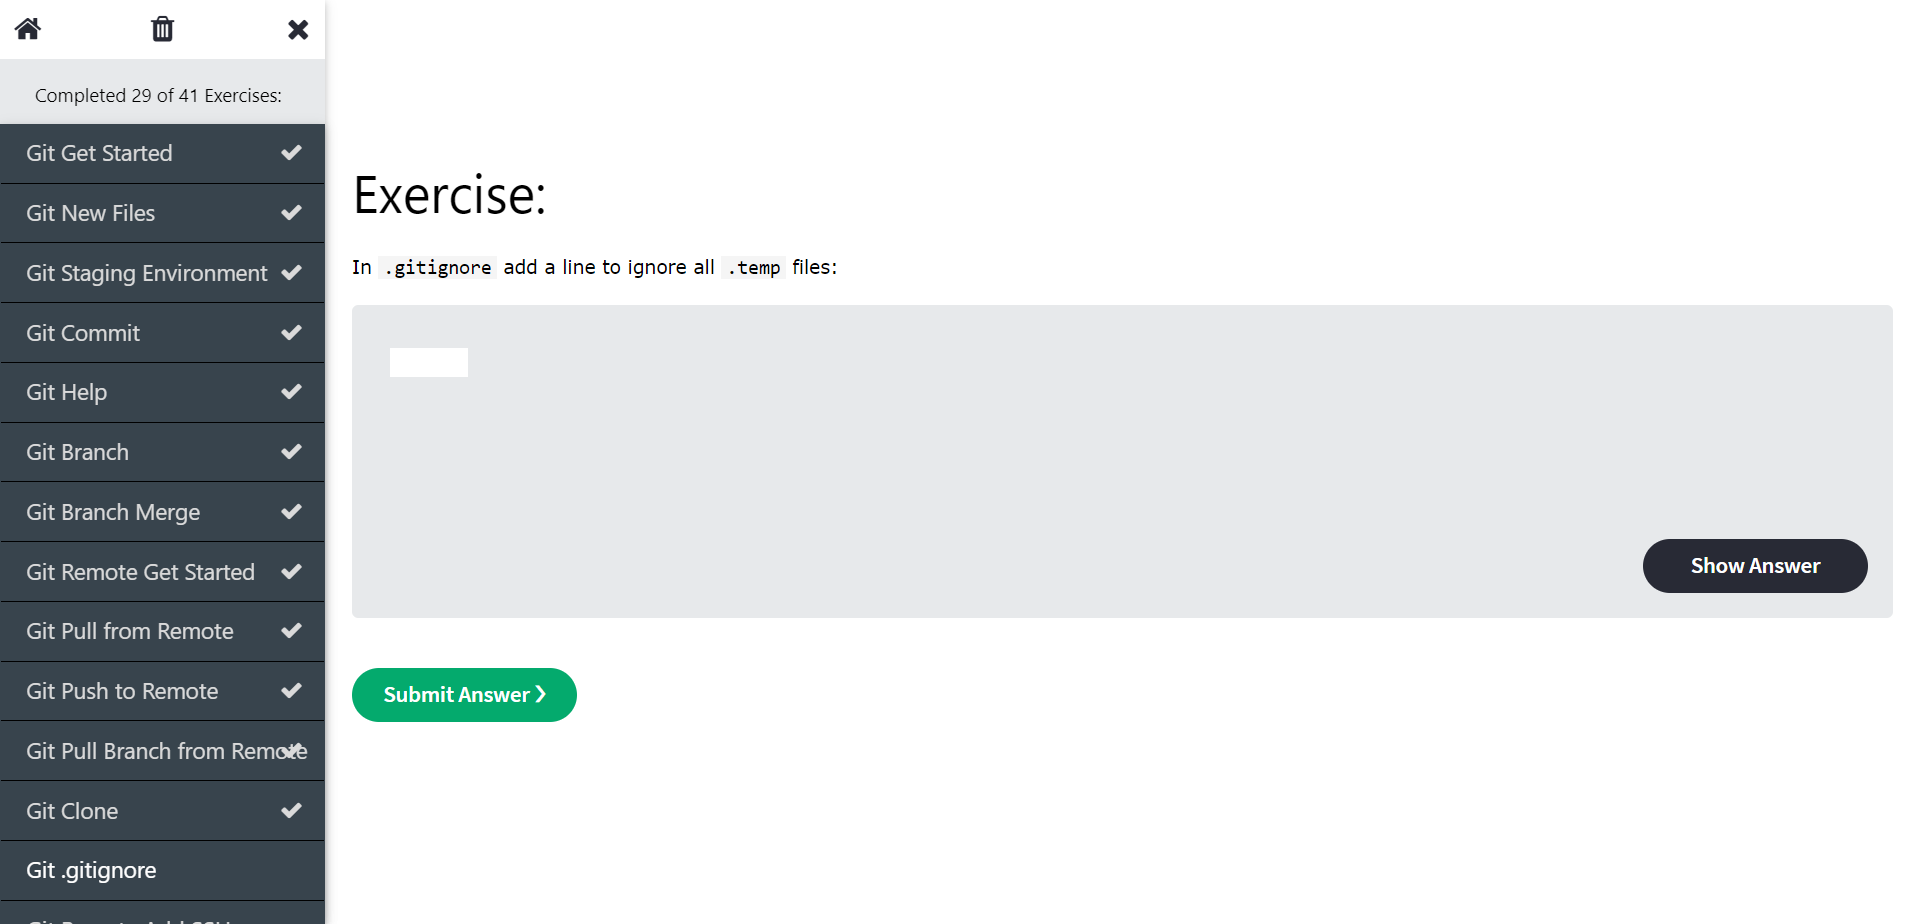 Completed 29 of 41 Exercises:
Git Get Started
Git New Files
Git Staging Environment
Git Commit
Git Help
Git Branch
Git Branch Merge
Git Remote Get Started
Git Pull from Remote
Git Push to Remote
Git Pull Branch from Remote
Git Clone
Git .gitignore
Exercise:
In .gitignore add a line to ignore all .temp files:
Show Answer
Submit Answer ❯